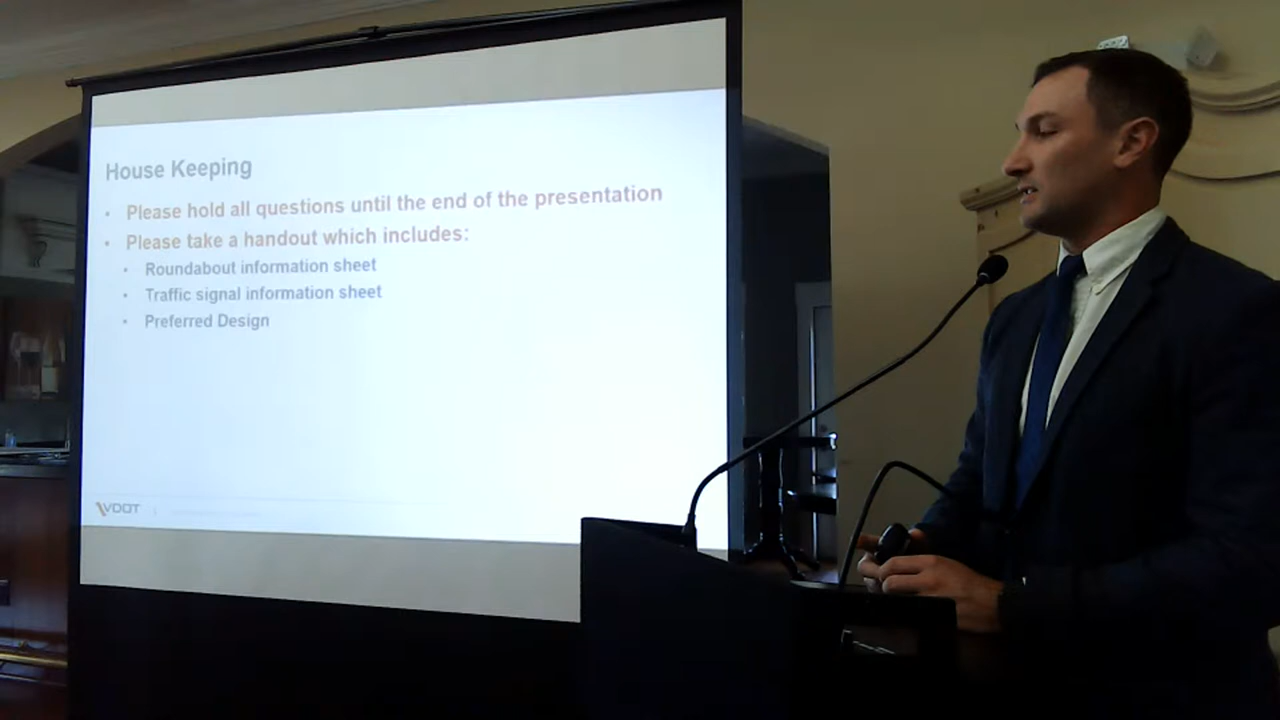 House Keeping
• Please hold all questions until the end of the presentation
• Please take a handout which includes:
• Roundabout information sheet
• Traffic signal information sheet
• Preferred Design
VDOT